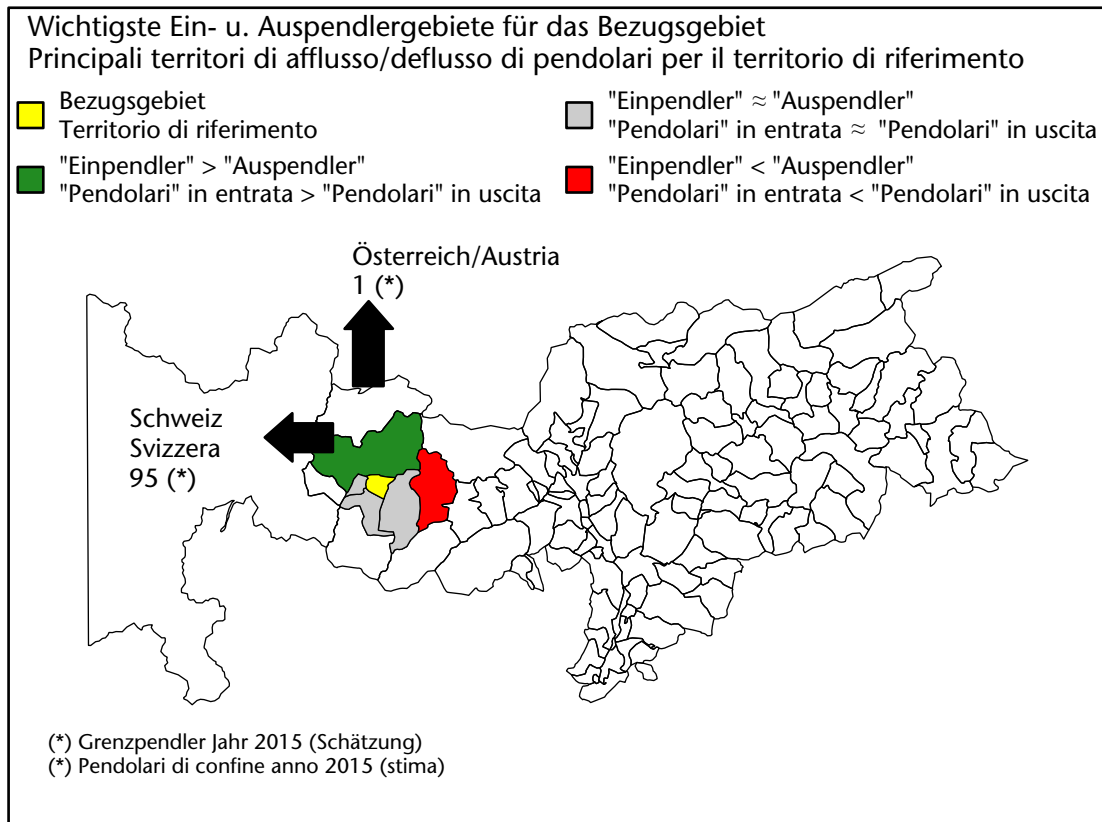 Wichtigste Ein- u. Auspendlergebiete für das Bezugsgebiet
Principali territori di afflusso/deflusso di pendolari per il territorio di riferimento
Bezugsgebiet
Territorio di riferimento
"Einpendler" > "Auspendler"
"Pendolari" in entrata > "Pendolari" in uscita
"Einpendler" ≈ "Auspendler"
"Pendolari" in entrata ≈ "Pendolari" in uscita
"Einpendler" < "Auspendler"
"Pendolari" in entrata < "Pendolari" in uscita
Österreich/Austria
1 (*)
Schweiz
Svizzera
95 (*)
(*) Grenzpendler Jahr 2015 (Schätzung)
(*) Pendolari di confine anno 2015 (stima)